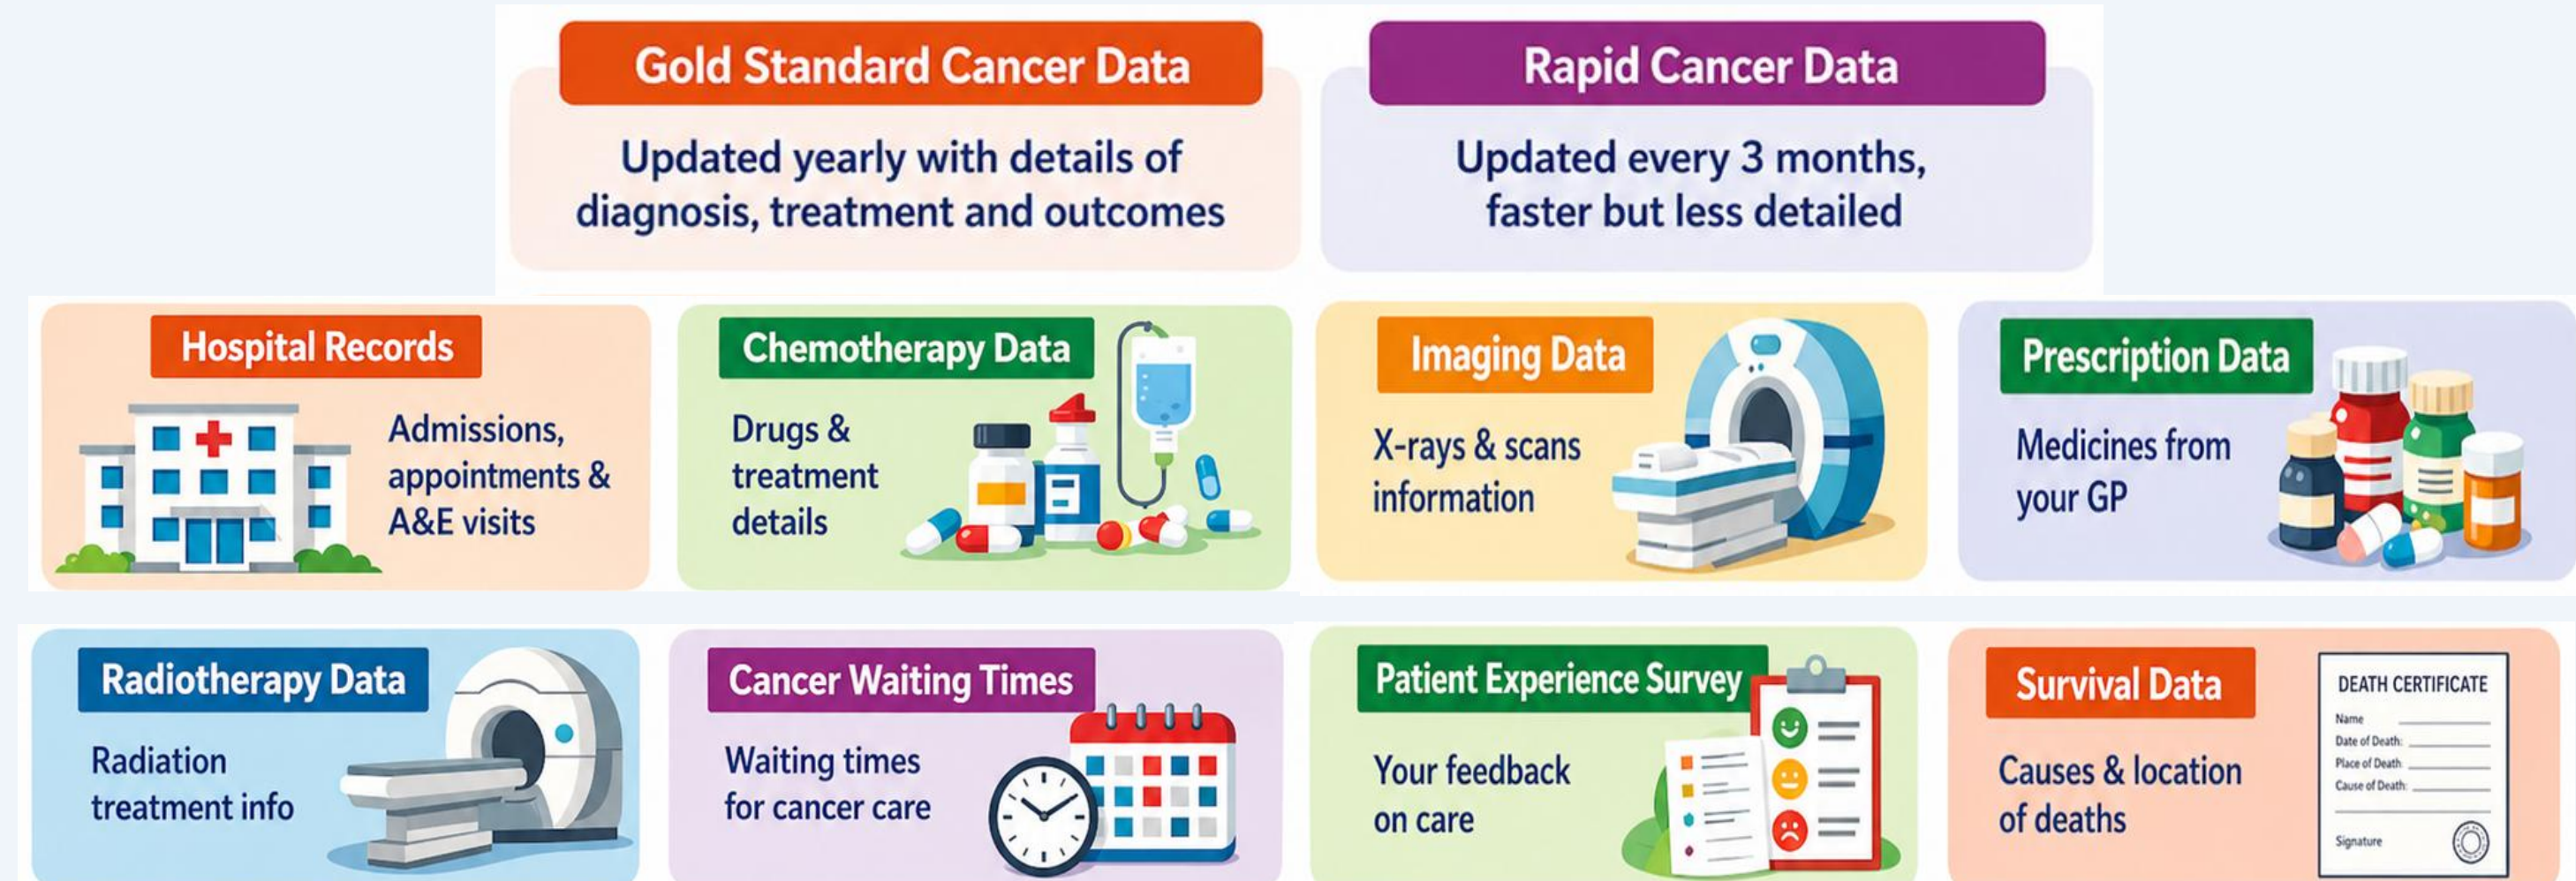 Gold Standard Cancer Data
Updated yearly with details of
diagnosis, treatment and outcomes
Rapid Cancer Data
Updated every 3 months,
faster but less detailed
Hospital Records
Admissions,
appointments &
A&E visits
Chemotherapy Data
Drugs &
treatment
details
Imaging Data
X-rays & scans
information
Prescription Data
Medicines from
your GP
Radiotherapy Data
Radiation
treatment info
Cancer Waiting Times
Waiting times
for cancer care
Patient Experience Survey
Your feedback
on care
Survival Data
Causes & location
of deaths
DEATH CERTIFICATE
Name
Date of Death:
Place of Death
Cause of Death:
Signature